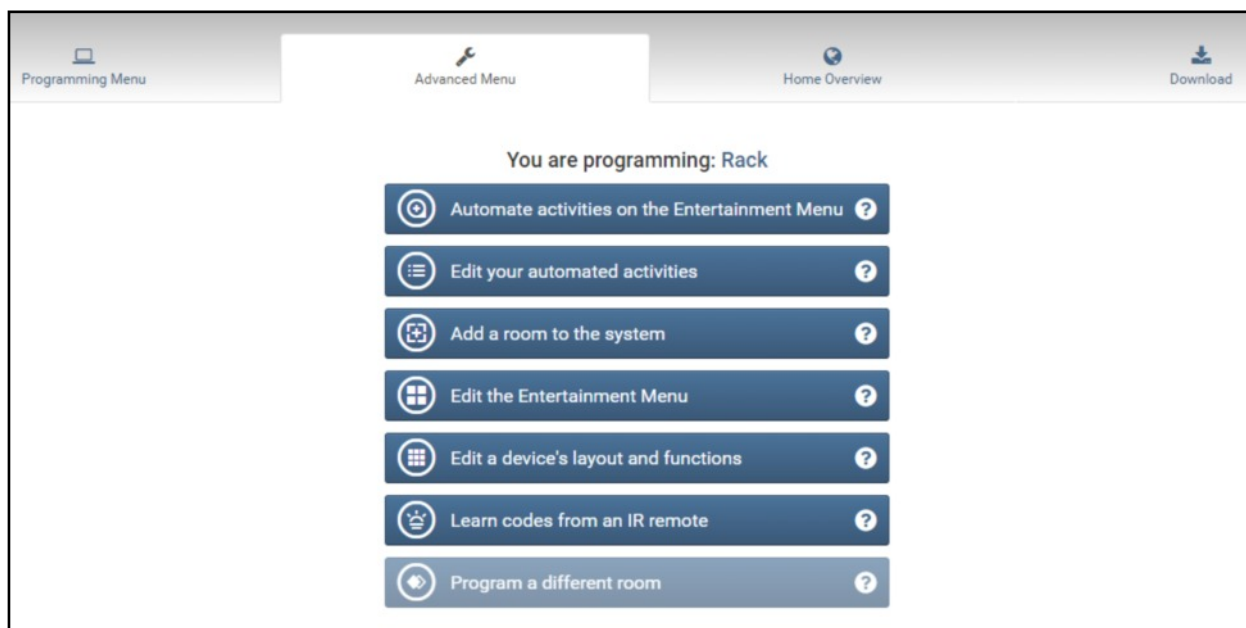 Programming Menu
Advanced Menu
Home Overview
Download
You are programming: Rack
Automate activities on the Entertainment Menu ?
Edit your automated activities ?
Add a room to the system ?
Edit the Entertainment Menu ?
Edit a device's layout and functions ?
Learn codes from an IR remote ?
Program a different room ?